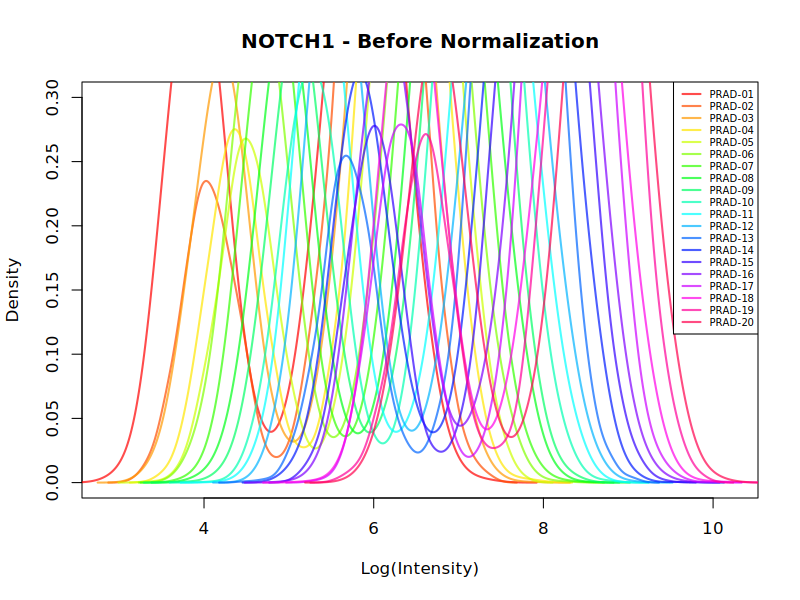 NOTCH1 - Before Normalization
Density
0.30
0.25
0.20
0.15
0.10
0.05
0.00
PRAD-01
PRAD-02
PRAD-03
PRAD-04
PRAD-05
PRAD-06
PRAD-07
PRAD-08
PRAD-09
PRAD-10
PRAD-11
PRAD-12
PRAD-13
PRAD-14
PRAD-15
PRAD-16
PRAD-17
PRAD-18
PRAD-19
PRAD-20
4 6 8 10
Log(Intensity)